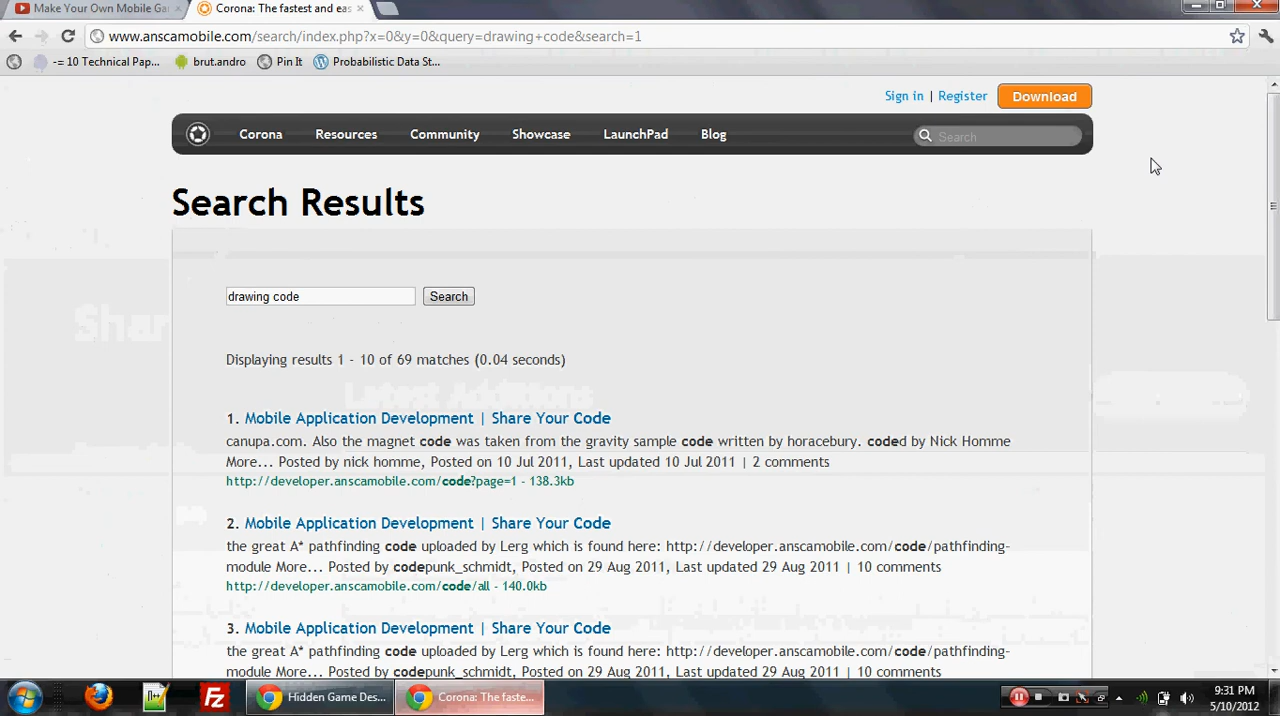 Make Your Own Mobile Ga
Corona: The fastest and eas
www.anscamobile.com/search/index.php?x=0&y=0&query=drawing+code&search=1
-= 10 Technical Pap...
brut.andro
Pin It
Probabilistic Data St...
Sign in | Register
Download
Corona
Resources
Community
Showcase
LaunchPad
Blog
Search
Search Results
drawing code
Search
Displaying results 1 - 10 of 69 matches (0.04 seconds)
Latest Additions
1. Mobile Application Development | Share Your Code
canupa.com. Also the magnet code was taken from the gravity sample code written by horacebury. coded by Nick Homme
More... Posted by nick homme, Posted on 10 Jul 2011, Last updated 10 Jul 2011 | 2 comments
http://developer.anscamobile.com/code?page=1 - 138.3kb
2. Mobile Application Development | Share Your Code
the great A* pathfinding code uploaded by Lerg which is found here: http://developer.anscamobile.com/code/pathfinding-
module More... Posted by codepunk_schmidt, Posted on 29 Aug 2011, Last updated 29 Aug 2011 | 10 comments
http://developer.anscamobile.com/code/all - 140.0kb
3. Mobile Application Development | Share Your Code
the great A* pathfinding code uploaded by Lerg which is found here: http://developer.anscamobile.com/code/pathfinding-
module More... Posted by codepunk_schmidt, Posted on 29 Aug 2011, Last updated 29 Aug 2011 | 10 comments
Hidden Game Des...
Corona: The faste...
9:31 PM
5/10/2012